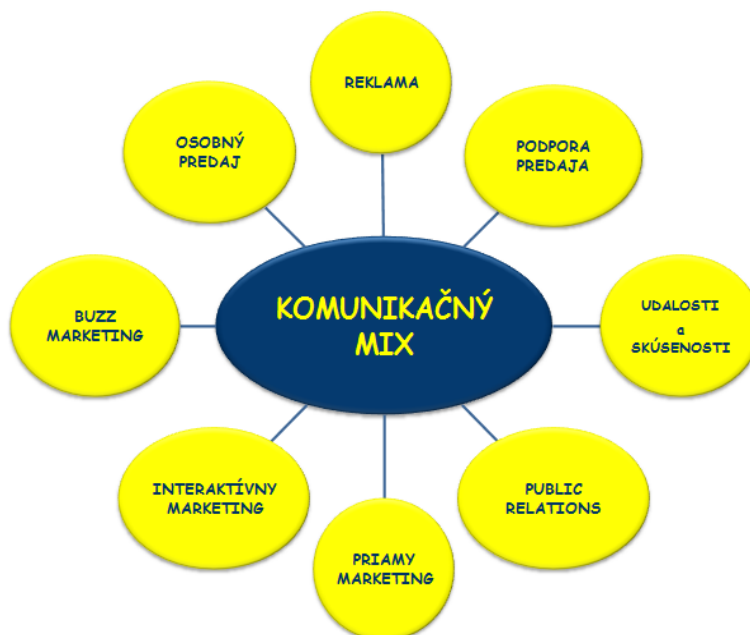 KOMUNIKAČNÝ
MIX
REKLAMA
PODPORA
PREDAJA
UDALOSTI
a
SKÚSENOSTI
PUBLIC
RELATIONS
PRIAMY
MARKETING
INTERAKTÍVNY
MARKETING
BUZZ
MARKETING
OSOBNÝ
PREDAJ